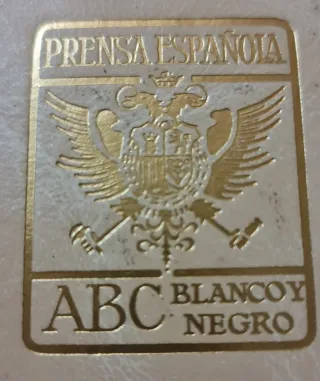 PRENSA ESPAÑOLA
ABC BLANCO Y
NEGRO